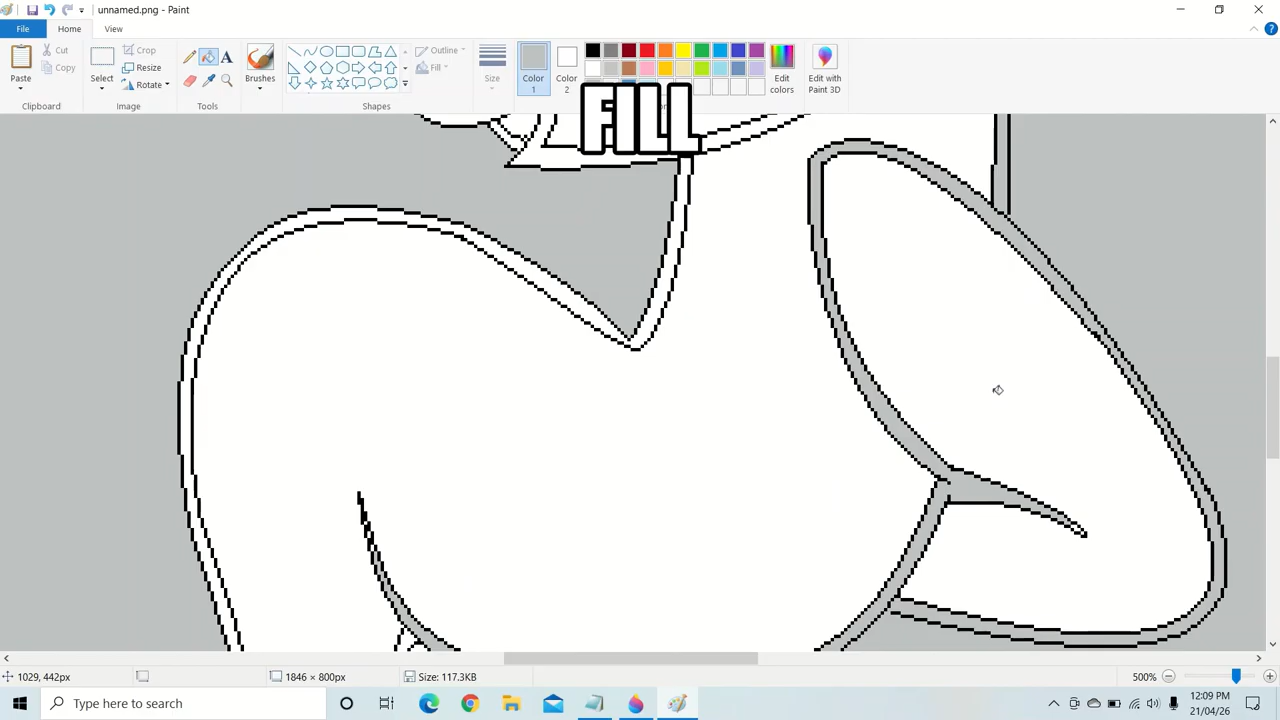 unnamed.png - Paint
File
Home
View
Paste
Cut
Copy
Clipboard
Select
Crop
Resize
Rotate
Image
A
Tools
Brushes
Outline
Fill
Shapes
Size
Color
1
Color
2
Edit
colors
Edit with
Paint 3D
FILL
1029, 442px
1846 × 800px
Size: 117.3KB
500%
Type here to search
12:09 PM
21/04/26